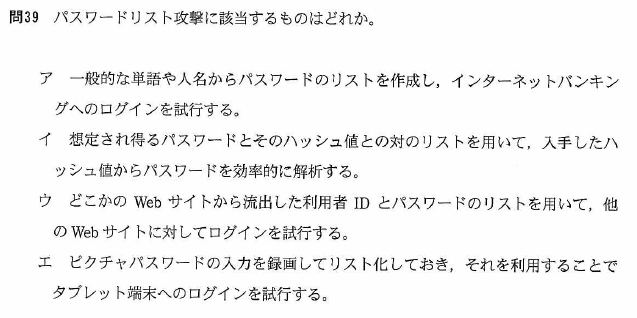 問39 パスワードリスト攻撃に該当するものはどれか。
ア 一般的な単語や人名からパスワードのリストを作成し，インターネットバンキン
グへのログインを試行する。
イ 想定され得るパスワードとそのハッシュ値との対のリストを用いて，入手したハ
ッシュ値からパスワードを効率的に解析する。
ウ どこかの Web サイトから流出した利用者 ID とパスワードのリストを用いて，他
の Web サイトに対してログインを試行する。
エ ピクチャパスワードの入力を録画してリスト化しておき，それを利用することで
タブレット端末へのログインを試行する。